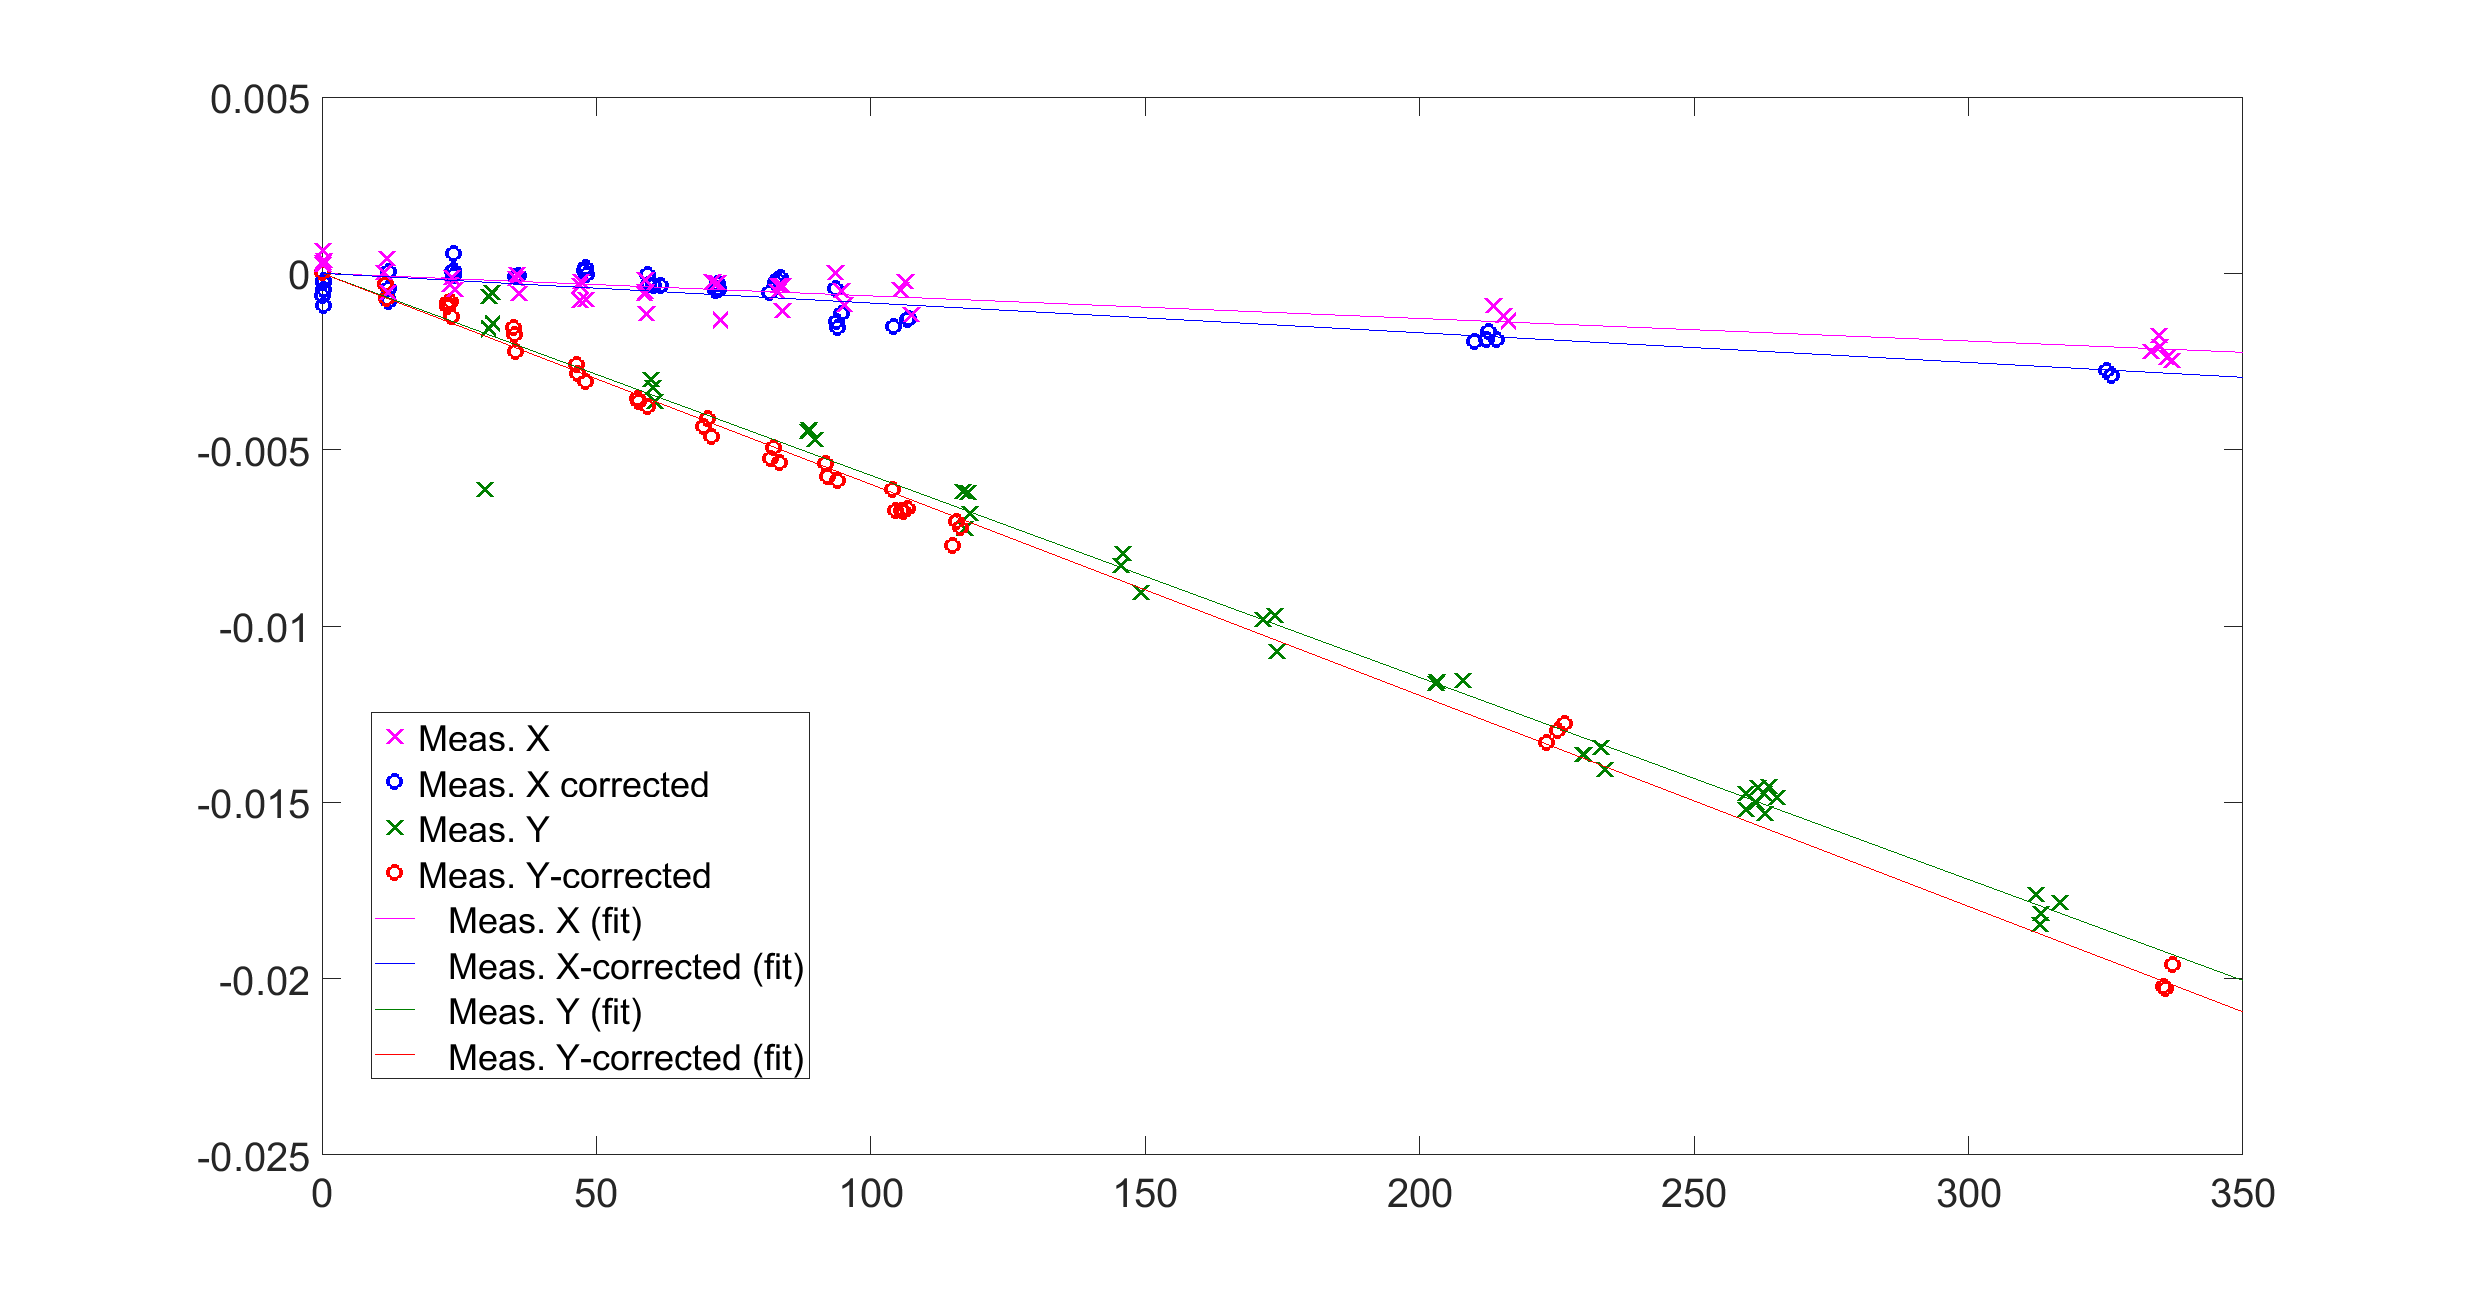 0.005
0
-0.005
-0.01
-0.015
-0.02
-0.025
Meas. X
Meas. X corrected
Meas. Y
Meas. Y-corrected
Meas. X (fit)
Meas. X-corrected (fit)
Meas. Y (fit)
Meas. Y-corrected (fit)
0 50 100 150 200 250 300 350